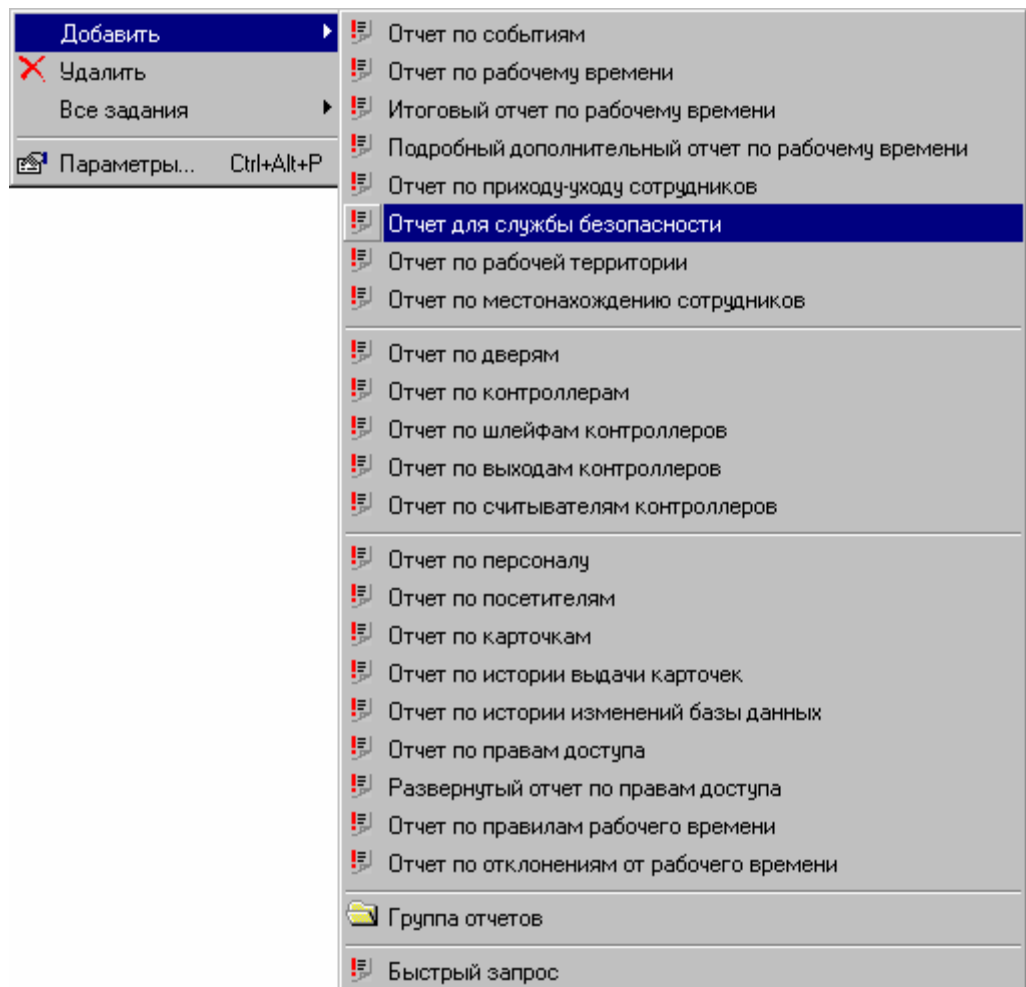 Добавить
Удалить
Все задания
Параметры... Ctrl+Alt+P
Отчет по событиям
Отчет по рабочему времени
Итоговый отчет по рабочему времени
Подробный дополнительный отчет по рабочему времени
Отчет по приходу-уходу сотрудников
Отчет для службы безопасности
Отчет по рабочей территории
Отчет по местонахождению сотрудников
Отчет по дверям
Отчет по контроллерам
Отчет по шлейфам контроллеров
Отчет по выходам контроллеров
Отчет по считывателям контроллеров
Отчет по персоналу
Отчет по посетителям
Отчет по карточкам
Отчет по истории выдачи карточек
Отчет по истории изменений базы данных
Отчет по правам доступа
Развернутый отчет по правам доступа
Отчет по правилам рабочего времени
Отчет по отклонениям от рабочего времени
Группа отчетов
Быстрый запрос